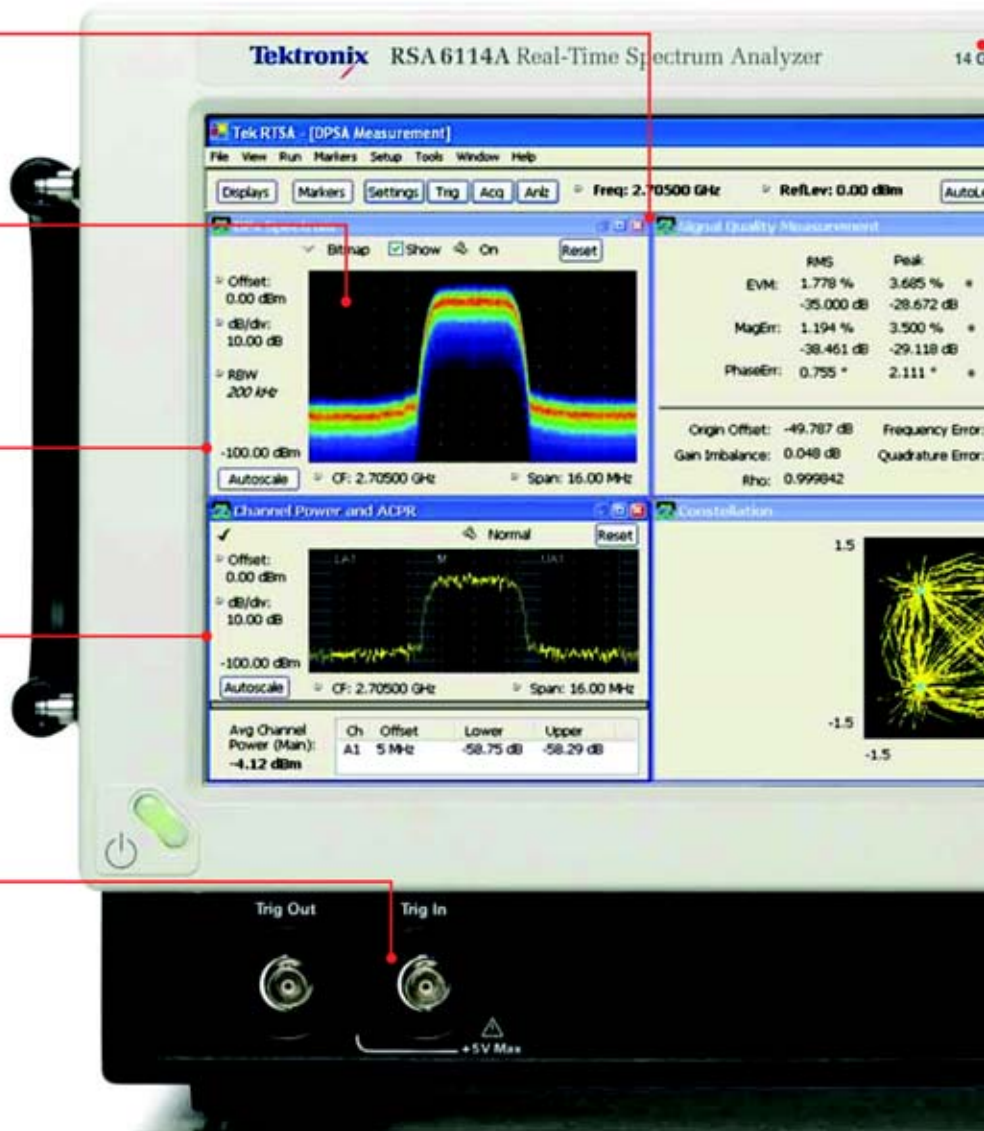 Tektronix RSA 6114A Real-Time Spectrum Analyzer
14
Tek RTSA - [DPSA Measurement]
File View Run Markers Setup Tools Window Help
Displays Markers Settings Trig Acq Anlz Freq: 2.70500 GHz RefLev: 0.00 dBm
Spectrum
Bitmap Show On Reset
Offset:
0.00 dBm
dB/div:
10.00 dB
RBW
200 kHz
-100.00 dBm
Autoscale CF: 2.70500 GHz Span: 16.00 MHz
Signal Quality Measurement
RMS Peak
EVM: 1.778 % 3.685 %
-35.000 dB -28.672 dB
MagErr: 1.194 % 3.500 %
-38.461 dB -29.118 dB
PhaseErr: 0.755 ° 2.111 °
Origin Offset: -49.787 dB Frequency Error:
Gain Imbalance: 0.048 dB Quadrature Error:
Rho: 0.999842
Channel Power and ACPR
Normal Reset
Offset:
0.00 dBm
dB/div:
10.00 dB
-100.00 dBm
LA1 M UA1
Autoscale CF: 2.70500 GHz Span: 16.00 MHz
Avg Channel
Power (Main):
-4.12 dBm
Ch Offset Lower Upper
A1 5 MHz -58.75 dB -58.29 dB
Constellation
1.5
-1.5
-1.5
Trig Out Trig In
+5V Max